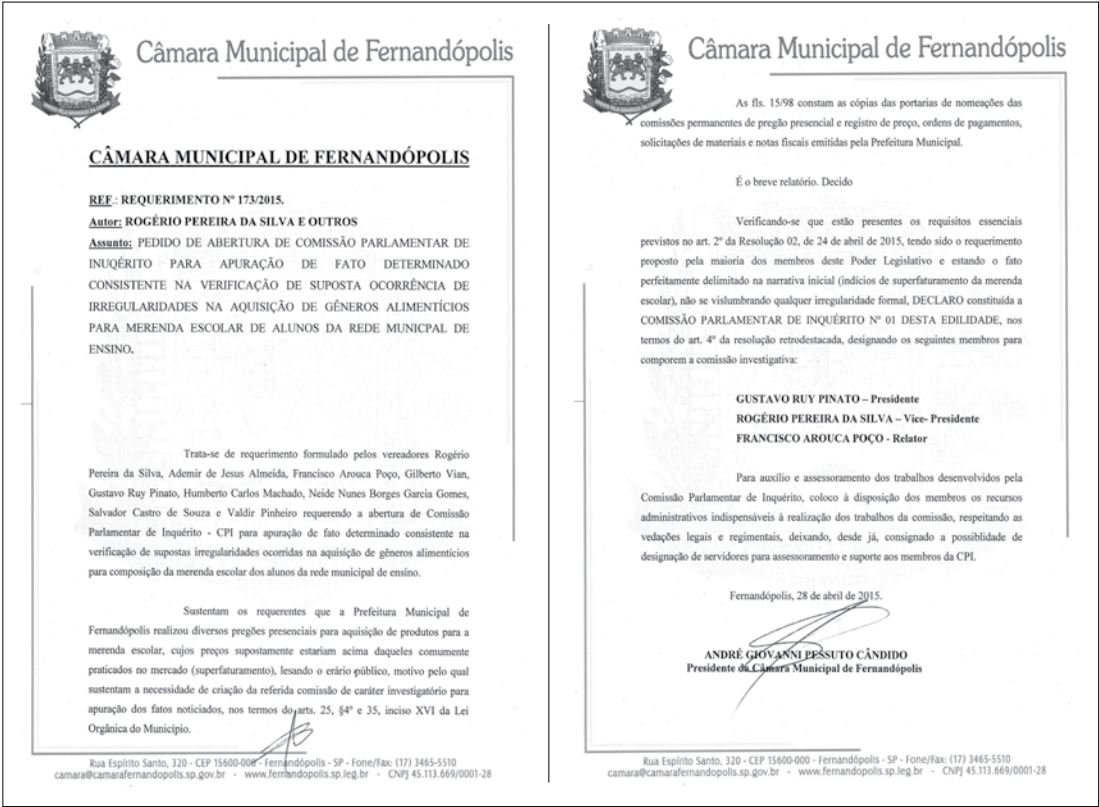 Câmara Municipal de Fernandópolis
CÂMARA MUNICIPAL DE FERNANDÓPOLIS
REF.: REQUERIMENTO Nº 173/2015.
Autor: ROGÉRIO PEREIRA DA SILVA E OUTROS
Assunto: PEDIDO DE ABERTURA DE COMISSÃO PARLAMENTAR DE
INUQÉRITO PARA APURAÇÃO DE FATO DETERMINADO
CONSISTENTE NA VERIFICAÇÃO DE SUPOSTA OCORRÊNCIA DE
IRREGULARIDADES NA AQUISIÇÃO DE GÊNEROS ALIMENTÍCIOS
PARA MERENDA ESCOLAR DE ALUNOS DA REDE MUNICPAL DE
ENSINO.
Trata-se de requerimento formulado pelos vereadores Rogério
Pereira da Silva, Ademir de Jesus Almeida, Francisco Arouca Poço, Gilberto Vian,
Gustavo Ruy Pinato, Humberto Carlos Machado, Neide Nunes Borges Garcia Gomes,
Salvador Castro de Souza e Valdir Pinheiro requerendo a abertura de Comissão
Parlamentar de Inquérito - CPI para apuração de fato determinado consistente na
verificação de supostas irregularidades ocorridas na aquisição de gêneros alimentícios
para composição da merenda escolar dos alunos da rede municipal de ensino.
Sustentam os requerentes que a Prefeitura Municipal de
Fernandópolis realizou diversos pregões presenciais para aquisição de produtos para a
merenda escolar, cujos preços supostamente estariam acima daqueles comumente
praticados no mercado (superfaturamento), lesando o erário público, motivo pelo qual
sustentam a necessidade de criação da referida comissão de caráter investigatório para
apuração dos fatos noticiados, nos termos do arts. 25, §4º e 35, inciso XVI da Lei
Orgânica do Município.
Rua Espírito Santo, 320 - CEP 15600-000 - Fernandópolis - SP - Fone/Fax: (17) 3465-5510
camara@camarafernandopolis.sp.gov.br - www.fernandopolis.sp.leg.br - CNPJ 45.113.669/0001-28
Câmara Municipal de Fernandópolis
As fls. 15/98 constam as cópias das portarias de nomeações das
comissões permanentes de pregão presencial e registro de preço, ordens de pagamentos,
solicitações de materiais e notas fiscais emitidas pela Prefeitura Municipal.
É o breve relatório. Decido
Verificando-se que estão presentes os requisitos essenciais
previstos no art. 2º da Resolução 02, de 24 de abril de 2015, tendo sido o requerimento
proposto pela maioria dos membros deste Poder Legislativo e estando o fato
perfeitamente delimitado na narrativa inicial (indícios de superfaturamento da merenda
escolar), não se vislumbrando qualquer irregularidade formal, DECLARO constituída a
COMISSÃO PARLAMENTAR DE INQUÉRITO Nº 01 DESTA EDILIDADE, nos
termos do art. 4º da resolução retrodestacada, designando os seguintes membros para
comporem a comissão investigativa:
GUSTAVO RUY PINATO – Presidente
ROGÉRIO PEREIRA DA SILVA – Vice- Presidente
FRANCISCO AROUCA POÇO - Relator
Para auxílio e assessoramento dos trabalhos desenvolvidos pela
Comissão Parlamentar de Inquérito, coloco à disposição dos membros os recursos
administrativos indispensáveis à realização dos trabalhos da comissão, respeitando as
vedações legais e regimentais, deixando, desde já, consignado a possiblidade de
designação de servidores para assessoramento e suporte aos membros da CPI.
Fernandópolis, 28 de abril de 2015.
ANDRÉ GIOVANNI PESSUTO CÂNDIDO
Presidente da Câmara Municipal de Fernandópolis
Rua Espírito Santo, 320 - CEP 15600-000 - Fernandópolis - SP - Fone/Fax: (17) 3465-5510
camara@camarafernandopolis.sp.gov.br - www.fernandopolis.sp.leg.br - CNPJ 45.113.669/0001-28